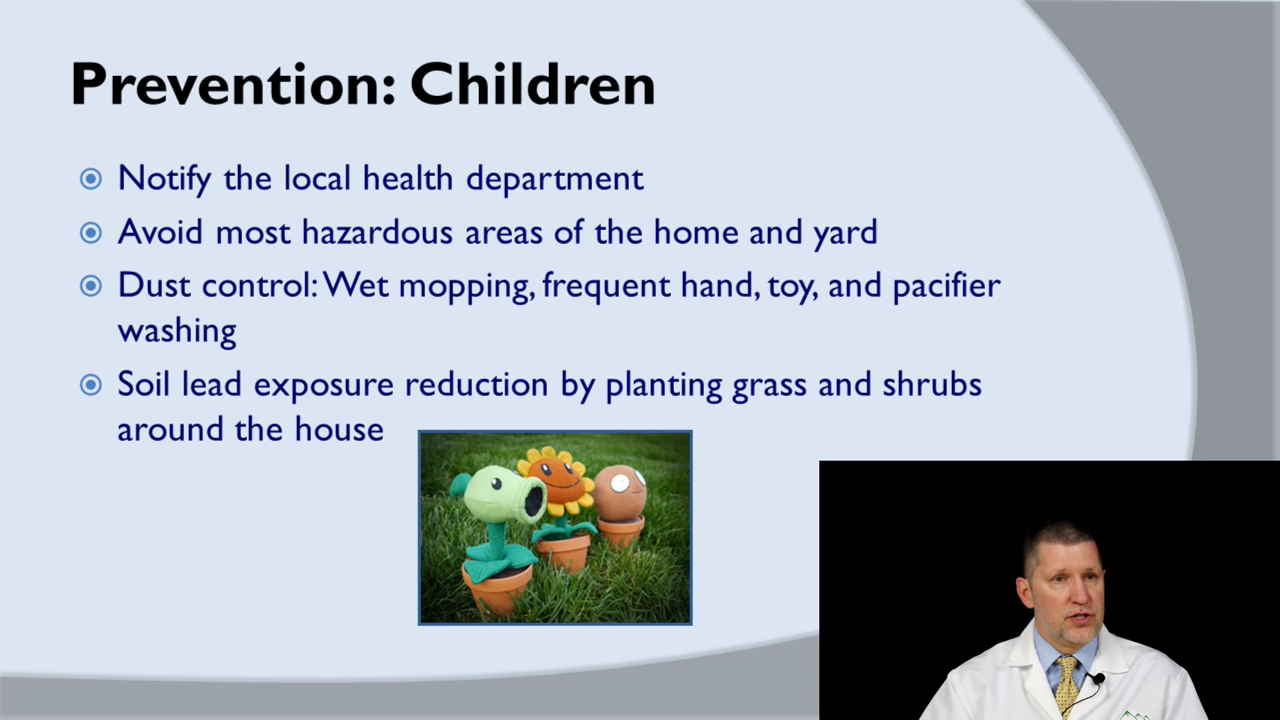 Prevention: Children
Notify the local health department
Avoid most hazardous areas of the home and yard
Dust control: Wet mopping, frequent hand, toy, and pacifier
washing
Soil lead exposure reduction by planting grass and shrubs
around the house